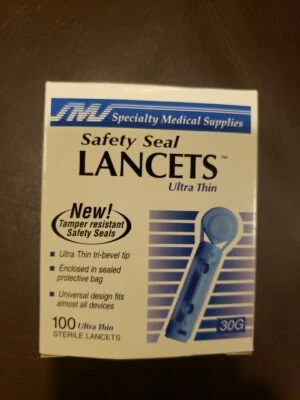 SMS Specialty Medical Supplies
Safety Seal
LANCETS™
Ultra Thin
New!
Tamper resistant
Safety Seals
Ultra Thin tri-bevel tip
Enclosed in sealed
protective bag
Universal design fits
almost all devices
100 Ultra Thin
STERILE LANCETS
30G